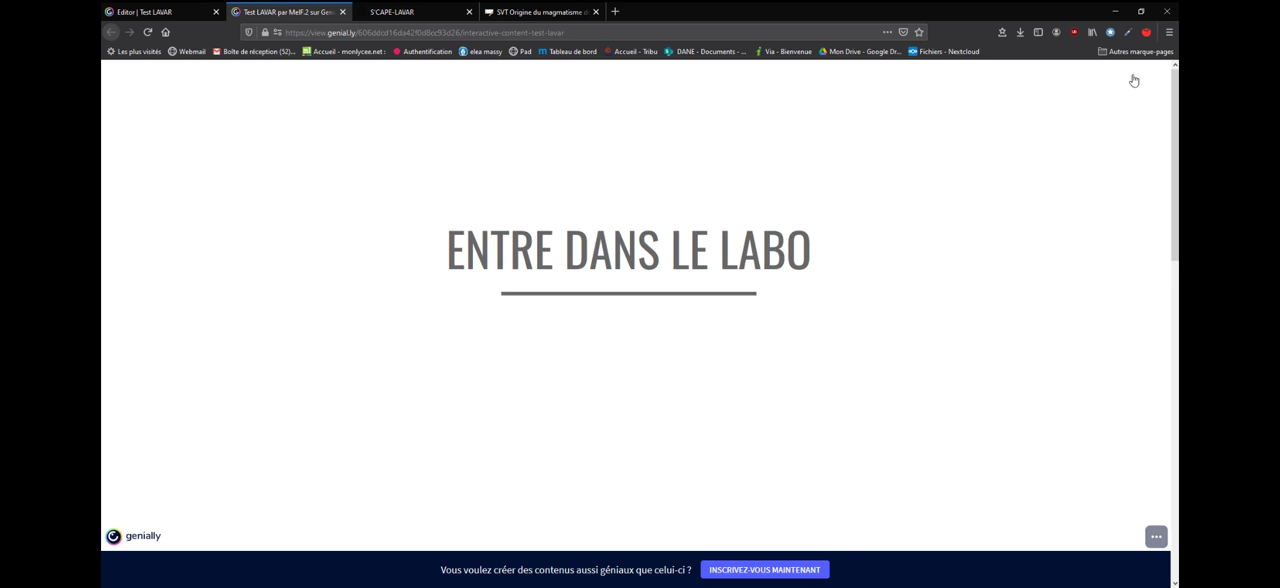 Editor | Test LAVAR
Test LAVAR par MelF.2 sur Geni
S'CAPE-LAVAR
SVT Origine du magmatisme d
https://view.genial.ly/606ddcd16da42f0d8cc93d26/interactive-content-test-lavar
Les plus visités Webmail Boîte de réception (52)... Accueil - monlycee.net : Authentification elea massy Pad Tableau de bord Accueil - Tribu DANE - Documents - ... Via - Bienvenue Mon Drive - Google Dr... Fichiers - Nextcloud Autres marque-pages
ENTRE DANS LE LABO
genially
Vous voulez créer des contenus aussi géniaux que celui-ci ? INSCRIVEZ-VOUS MAINTENANT